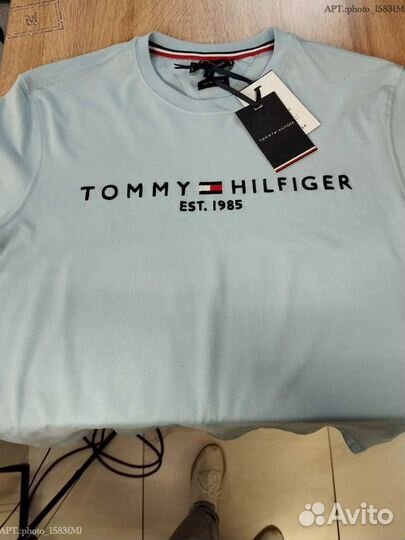 APT.:photo_1583[M]
M
TOMMY HILFIGER
EST. 1985
TOMMY HILFIGER
Avito
APT.:photo_1583[M]